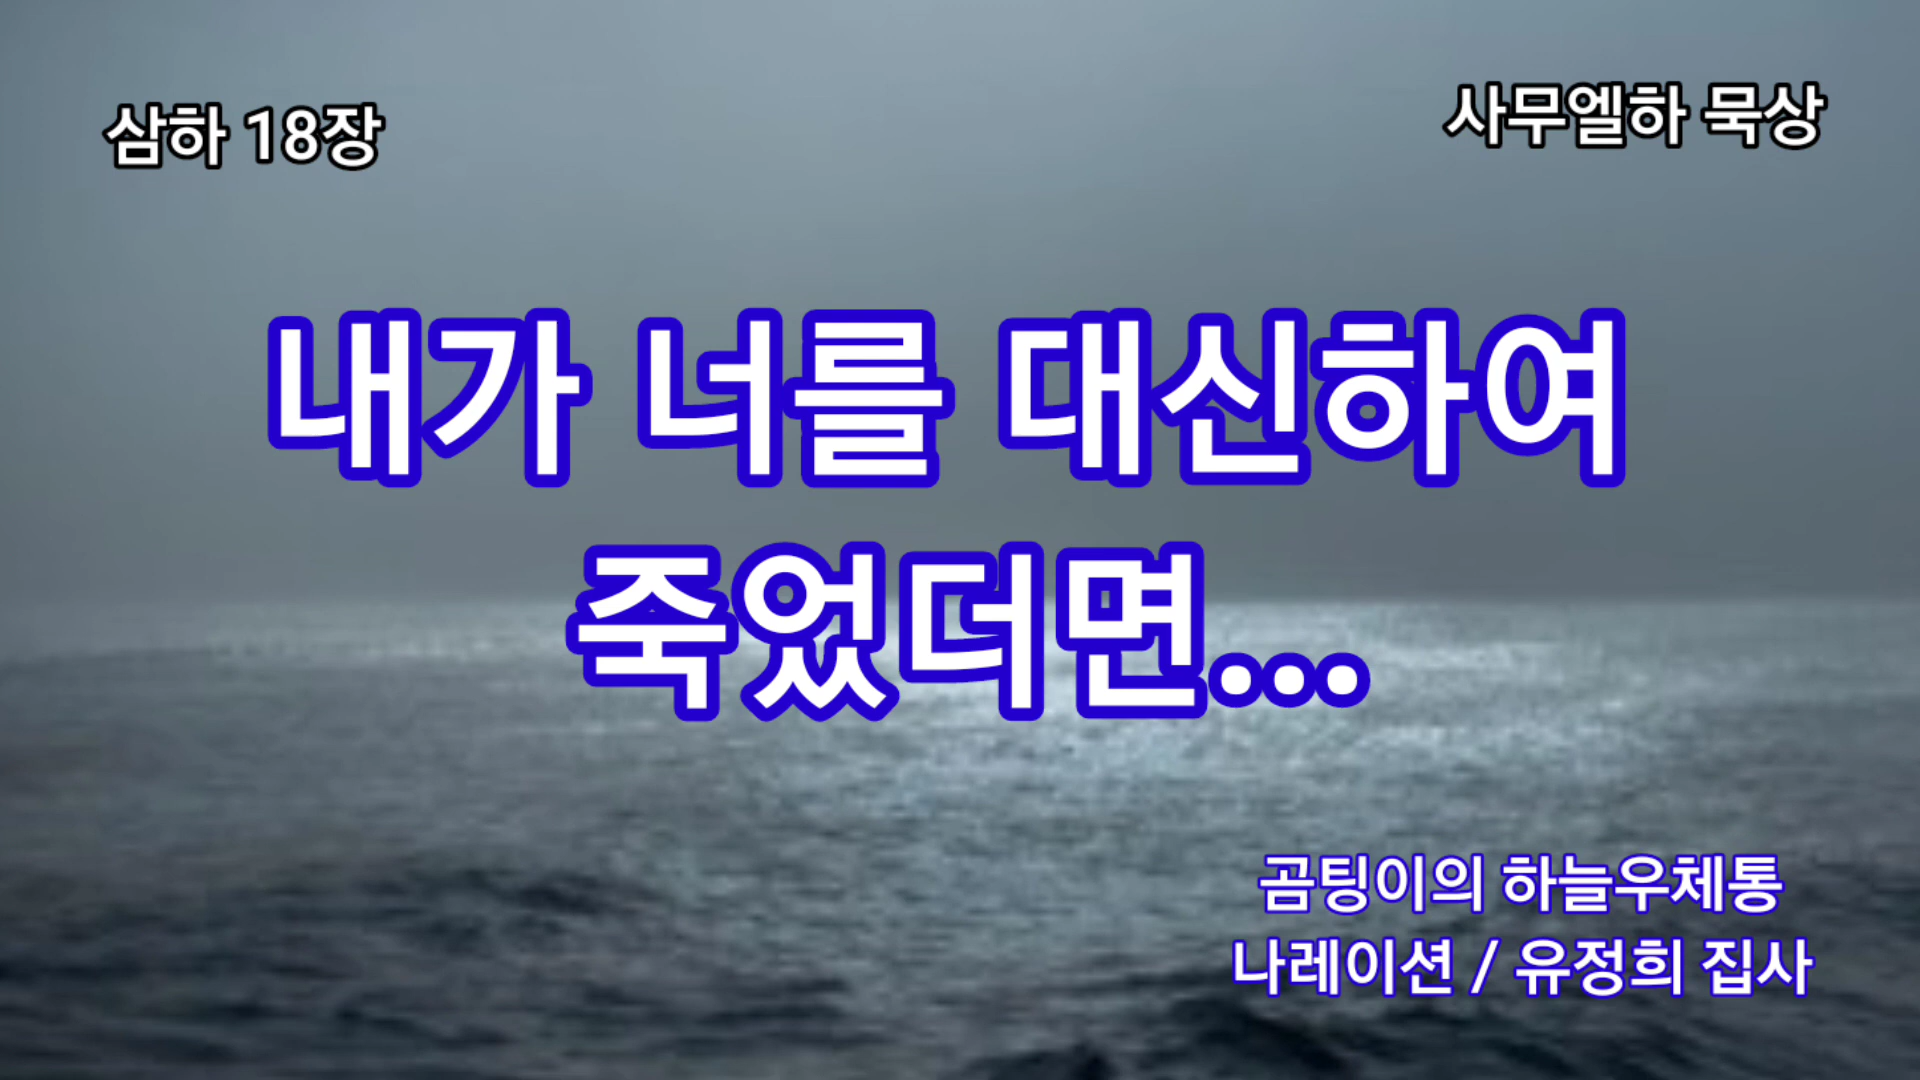 삼하 18장
사무엘하 묵상
내가 너를 대신하여
죽었더면...
곰팅이의 하늘우체통
나레이션 / 유정희 집사